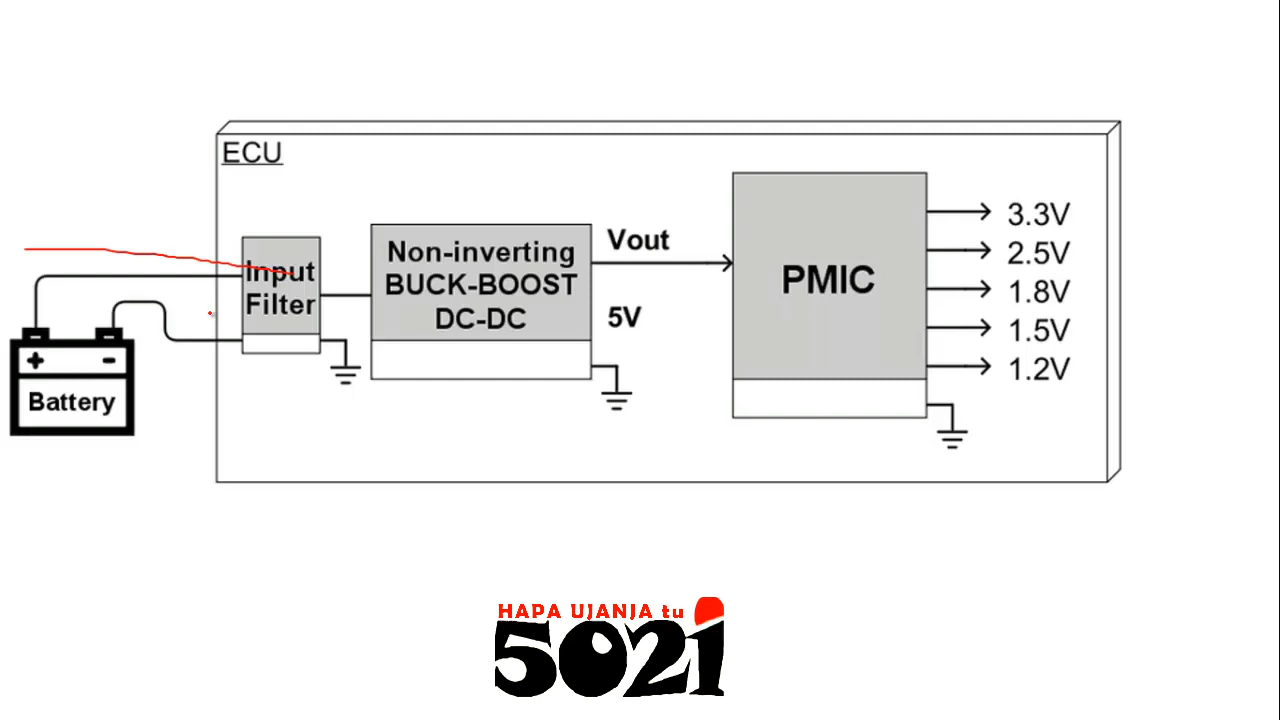 ECU
Input
Filter
Non-inverting
BUCK-BOOST
DC-DC
Vout
5V
PMIC
3.3V
2.5V
1.8V
1.5V
1.2V
+ -
Battery
HAPA UJANJA tu
5021